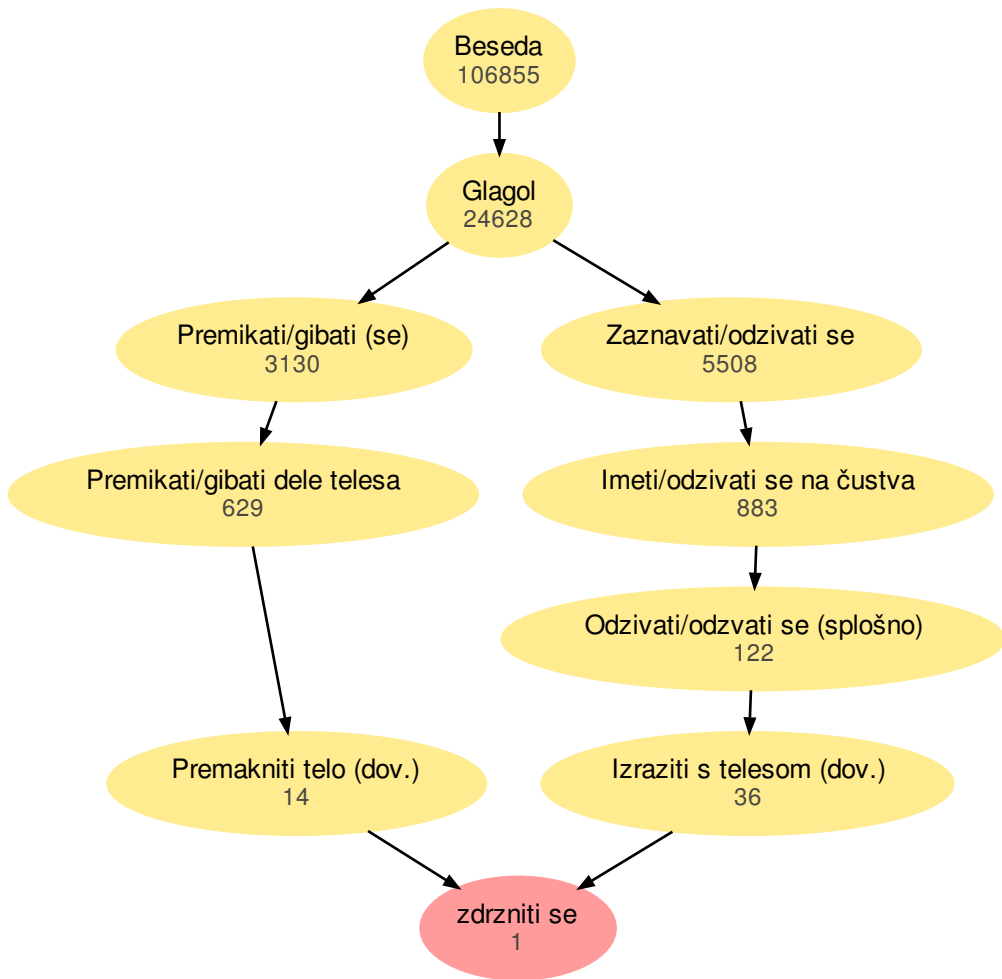 Beseda
106855
Glagol
24628
Premikati/gibati (se)
3130
Zaznavati/odzivati se
5508
Premikati/gibati dele telesa
629
Imeti/odzivati se na čustva
883
Odzivati/odzvati se (splošno)
122
Premakniti telo (dov.)
14
Izraziti s telesom (dov.)
36
zdrzniti se
1